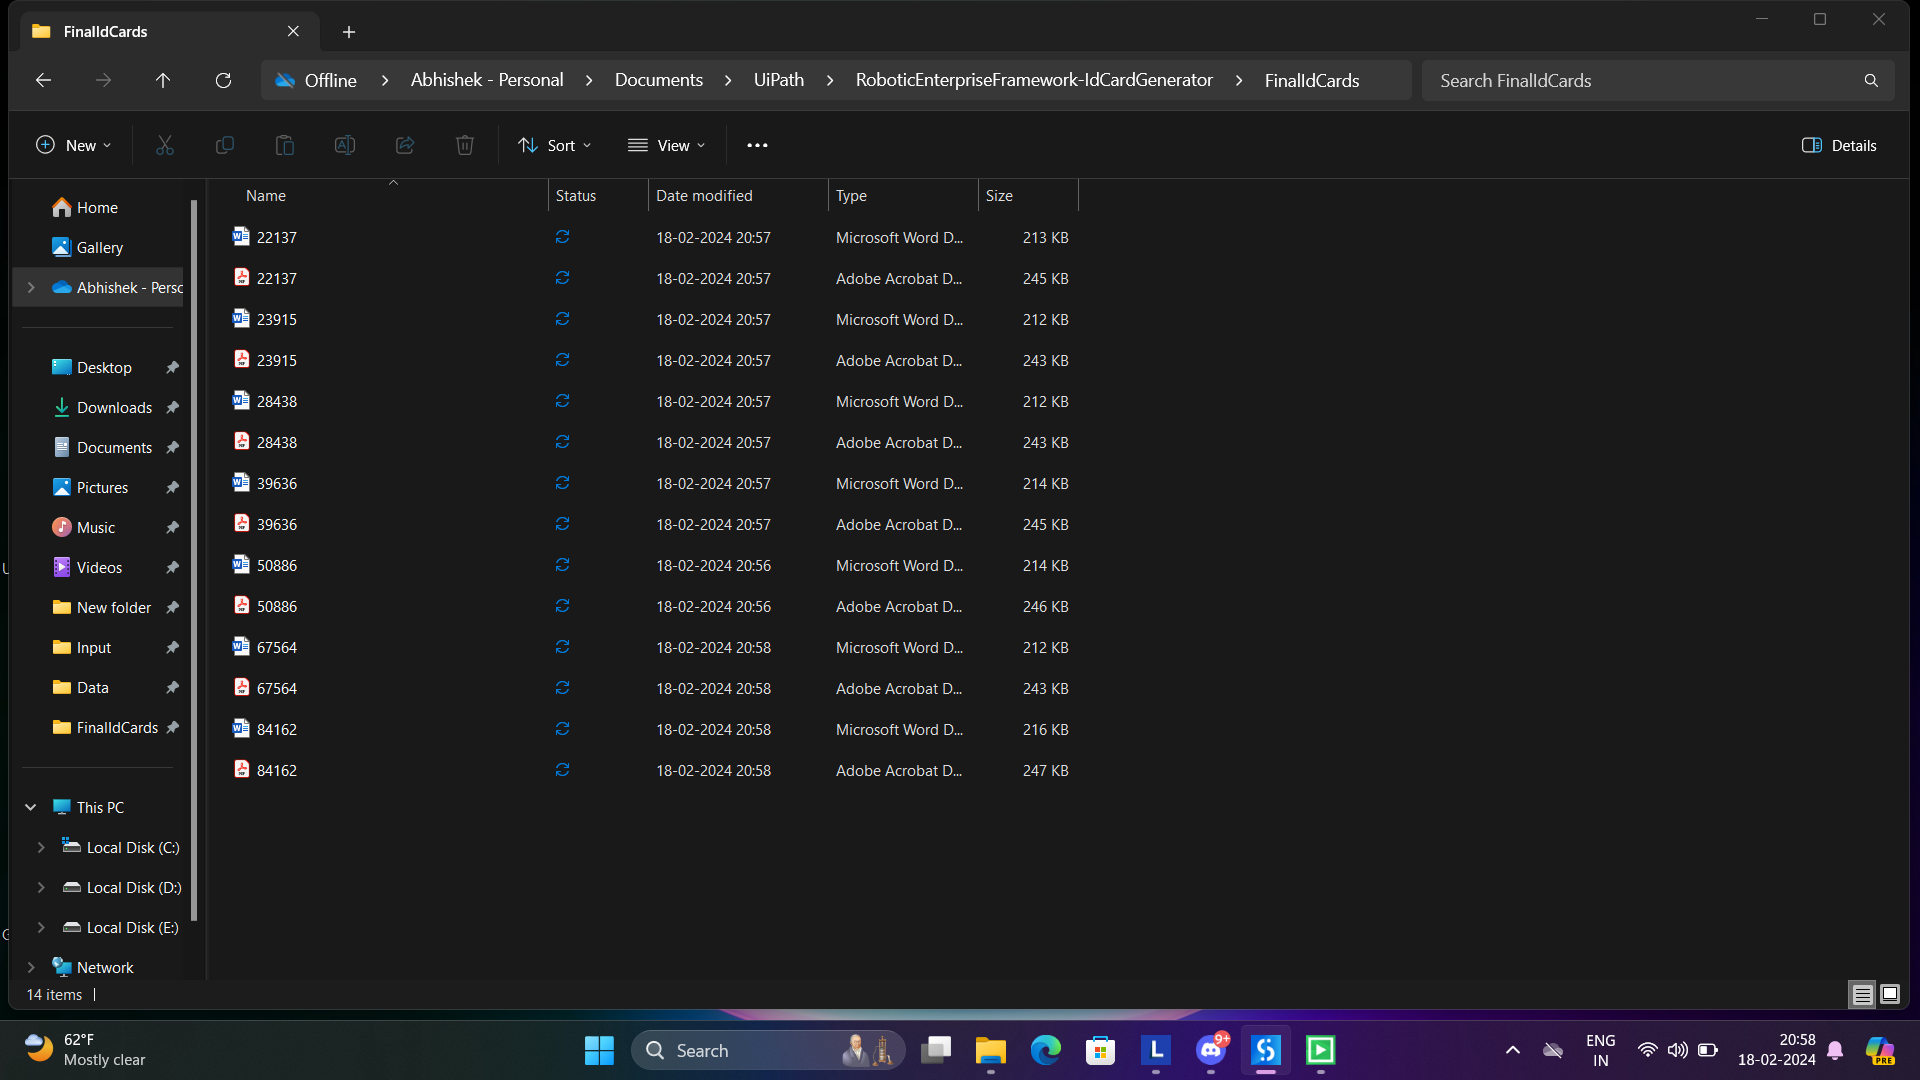 FinalIdCards
Offline > Abhishek - Personal > Documents > UiPath > RoboticEnterpriseFramework-IdCardGenerator > FinalIdCards
Search FinalIdCards
New
Sort
View
Details
Name Status Date modified Type Size
22137 18-02-2024 20:57 Microsoft Word D... 213 KB
22137 18-02-2024 20:57 Adobe Acrobat D... 245 KB
23915 18-02-2024 20:57 Microsoft Word D... 212 KB
23915 18-02-2024 20:57 Adobe Acrobat D... 243 KB
28438 18-02-2024 20:57 Microsoft Word D... 212 KB
28438 18-02-2024 20:57 Adobe Acrobat D... 243 KB
39636 18-02-2024 20:57 Microsoft Word D... 214 KB
39636 18-02-2024 20:57 Adobe Acrobat D... 245 KB
50886 18-02-2024 20:56 Microsoft Word D... 214 KB
50886 18-02-2024 20:56 Adobe Acrobat D... 246 KB
67564 18-02-2024 20:58 Microsoft Word D... 212 KB
67564 18-02-2024 20:58 Adobe Acrobat D... 243 KB
84162 18-02-2024 20:58 Microsoft Word D... 216 KB
84162 18-02-2024 20:58 Adobe Acrobat D... 247 KB
Home
Gallery
Abhishek - Perso
Desktop
Downloads
Documents
Pictures
Music
Videos
New folder
Input
Data
FinalIdCards
This PC
Local Disk (C:)
Local Disk (D:)
Local Disk (E:)
Network
14 items
62°F
Mostly clear
Search
L
9+
ENG
IN
20:58
18-02-2024
PRE